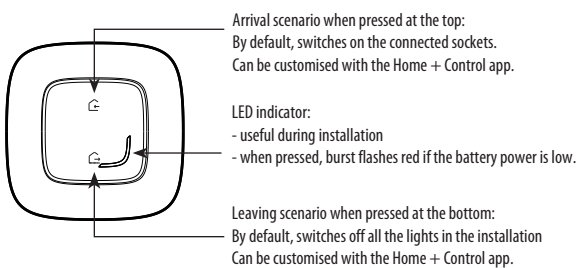 Arrival scenario when pressed at the top:
By default, switches on the connected sockets.
Can be customised with the Home + Control app.
LED indicator:
- useful during installation
- when pressed, burst flashes red if the battery power is low.
Leaving scenario when pressed at the bottom:
By default, switches off all the lights in the installation
Can be customised with the Home + Control app.